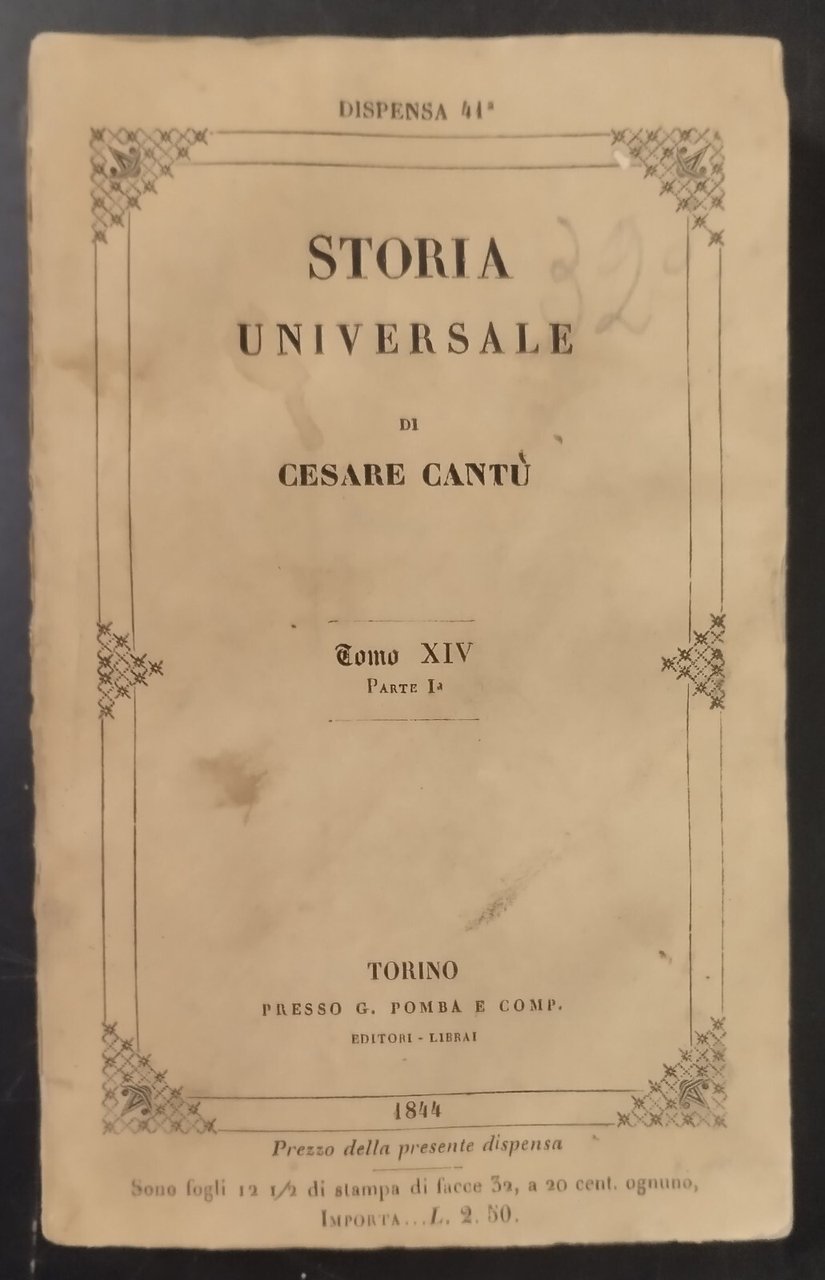 DISPENSA 41ª
STORIA
32
UNIVERSALE
DI
CESARE CANTÙ
Tomo XIV
PARTE Iª
TORINO
PRESSO G. POMBA E COMP.
EDITORI - LIBRAI
1844
Prezzo della presente dispensa
Sono fogli 12 1/2 di stampa di facce 32, a 20 cent. ognuno,
IMPORTA...L. 2. 50.